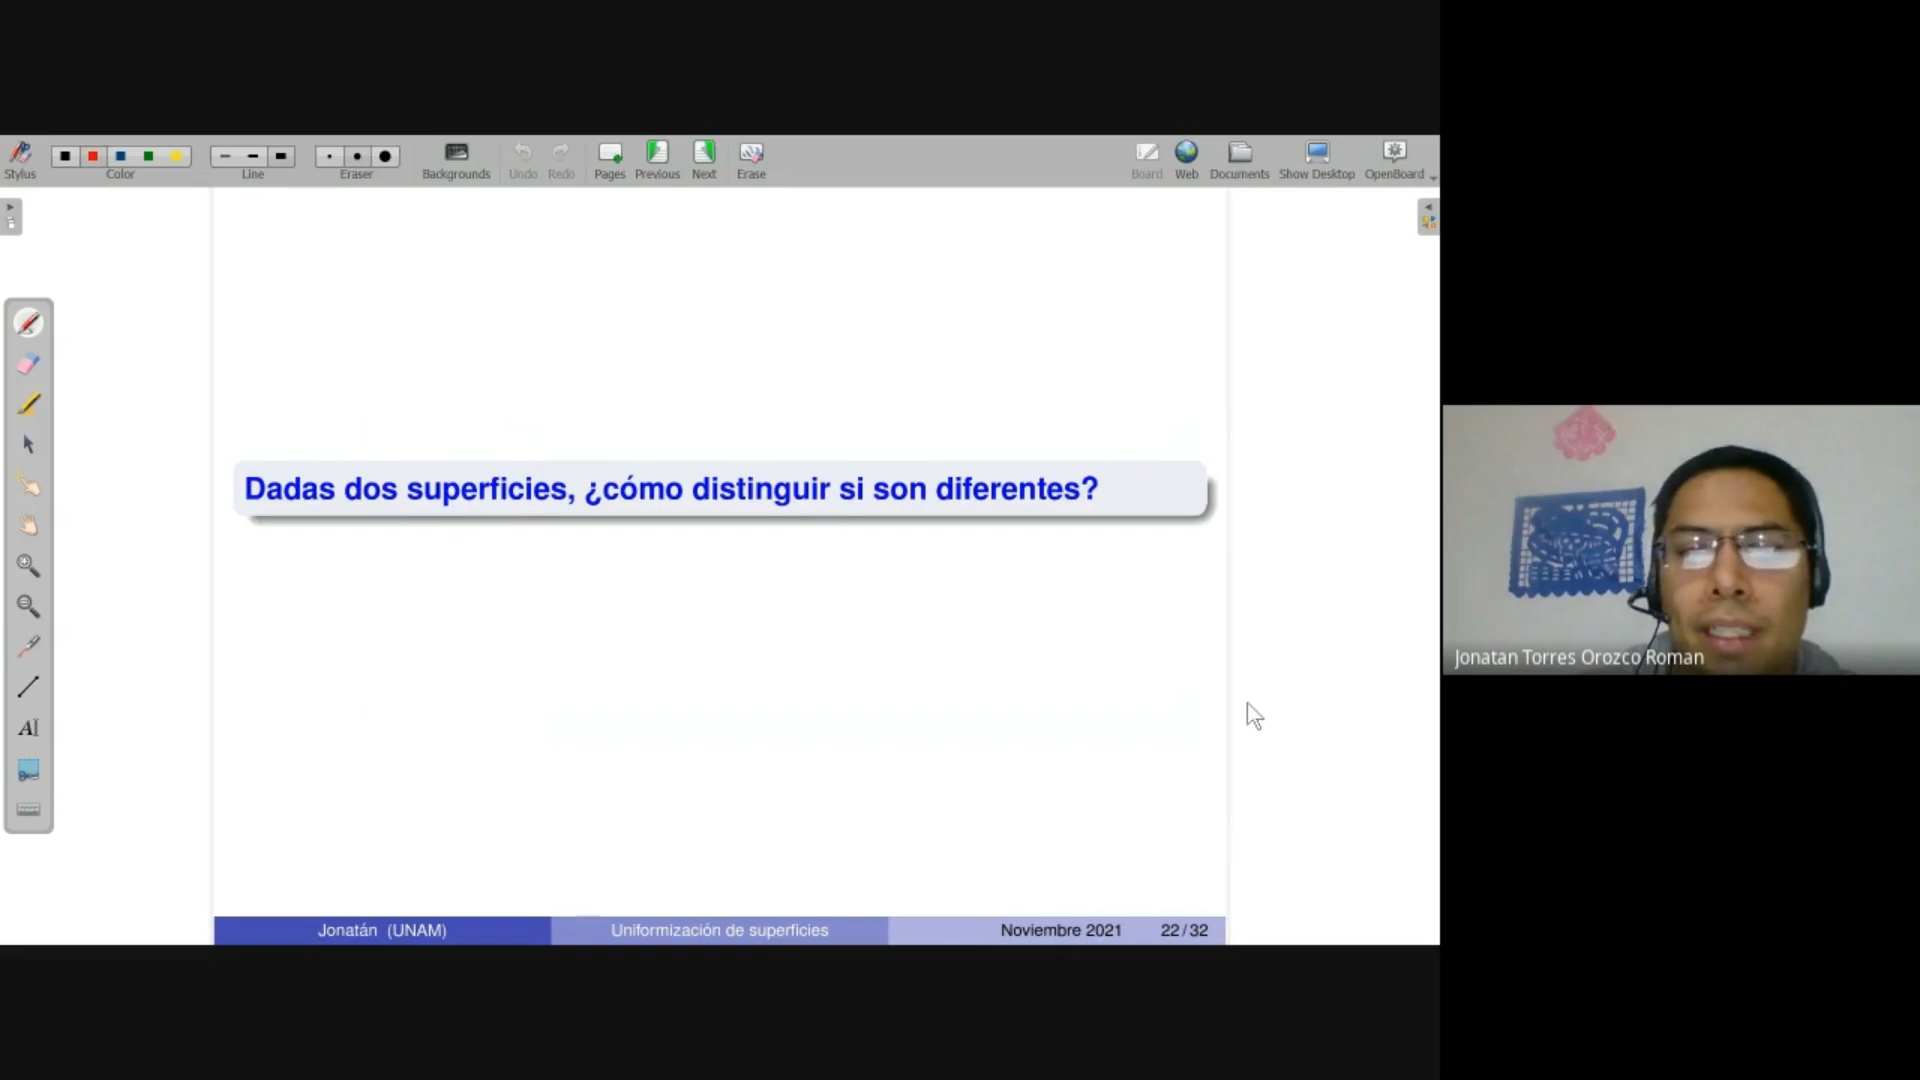 Stylus
Color
Line
Eraser
Backgrounds
Undo
Redo
Pages
Previous
Next
Erase
Board
Web
Documents
Show Desktop
OpenBoard
AI
Dadas dos superficies, ¿cómo distinguir si son diferentes?
Jonatan Torres Orozco Roman
Jonatán (UNAM)
Uniformización de superficies
Noviembre 2021
22/32